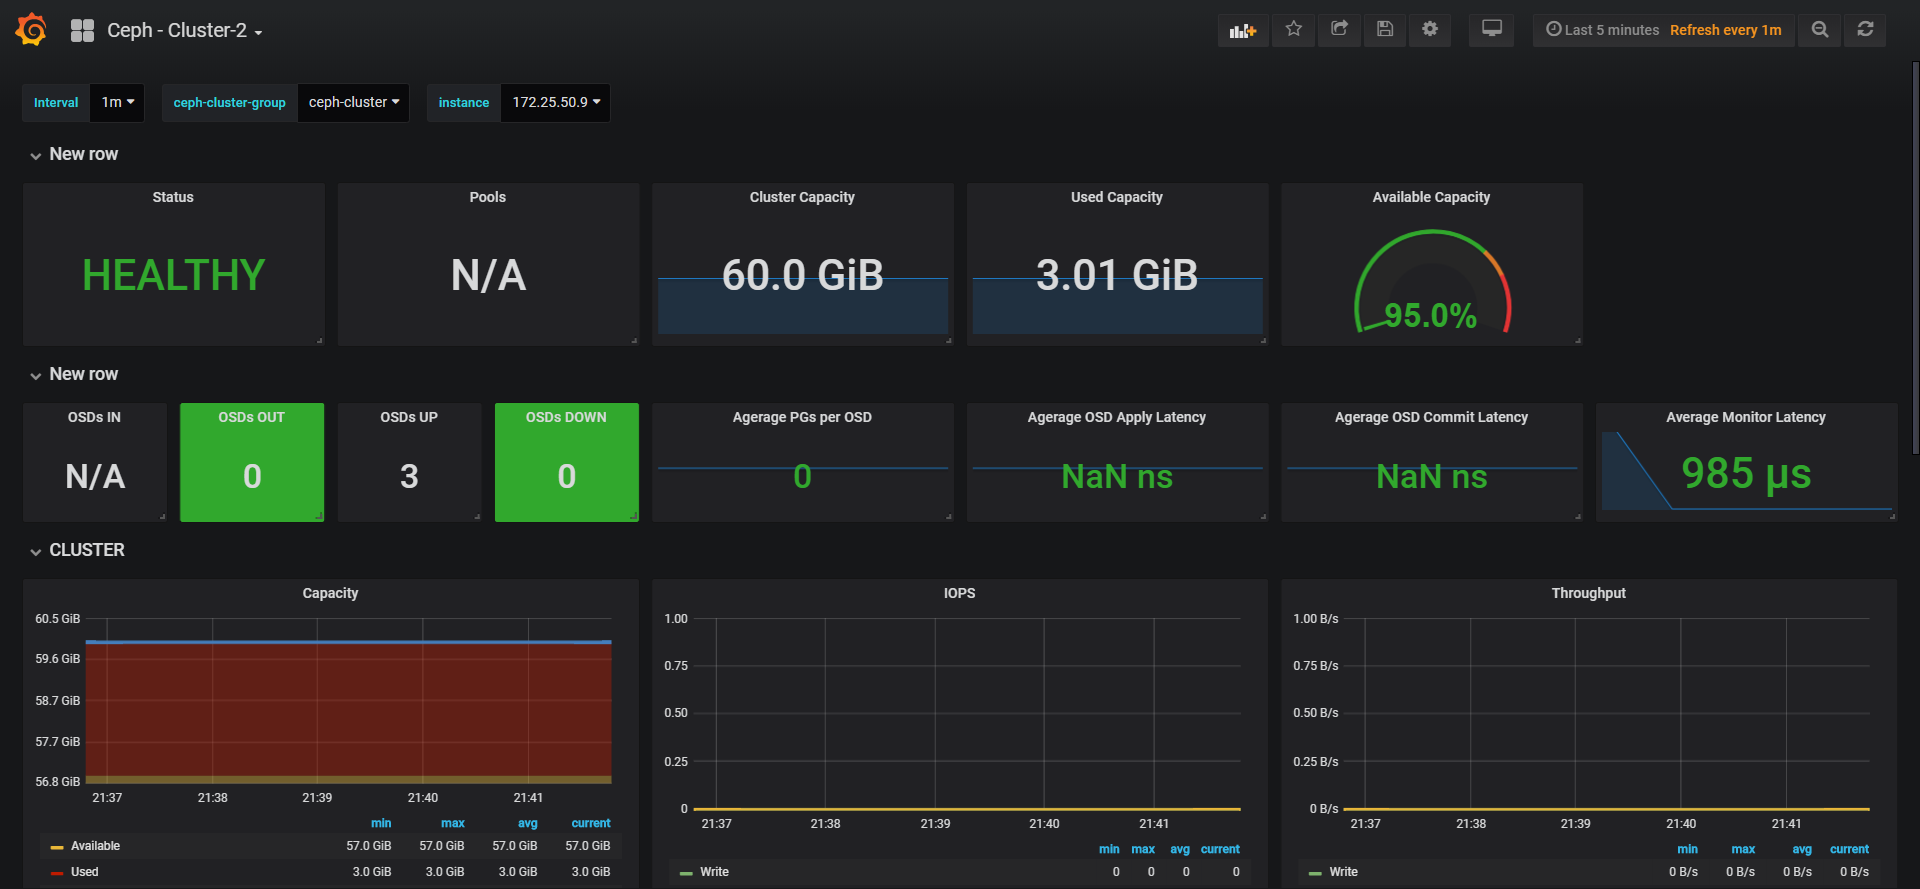 Ceph - Cluster-2
Last 5 minutes Refresh every 1m
Interval 1m ceph-cluster-group ceph-cluster instance 172.25.50.9
New row
Status Pools Cluster Capacity Used Capacity Available Capacity
HEALTHY N/A 60.0 GiB 3.01 GiB 95.0%
New row
OSDs IN OSDs OUT OSDs UP OSDs DOWN Agerage PGs per OSD Agerage OSD Apply Latency Agerage OSD Commit Latency Average Monitor Latency
N/A 0 3 0 0 NaN ns NaN ns 985 µs
CLUSTER
Capacity
60.5 GiB
59.6 GiB
58.7 GiB
57.7 GiB
56.8 GiB
21:37 21:38 21:39 21:40 21:41
min max avg current
Available 57.0 GiB 57.0 GiB 57.0 GiB 57.0 GiB
Used 3.0 GiB 3.0 GiB 3.0 GiB 3.0 GiB
IOPS
1.00
0.75
0.50
0.25
0
21:37 21:38 21:39 21:40 21:41
min max avg current
Write 0 0 0 0
Throughput
1.00 B/s
0.75 B/s
0.50 B/s
0.25 B/s
0 B/s
21:37 21:38 21:39 21:40 21:41
min max avg current
Write 0 B/s 0 B/s 0 B/s 0 B/s